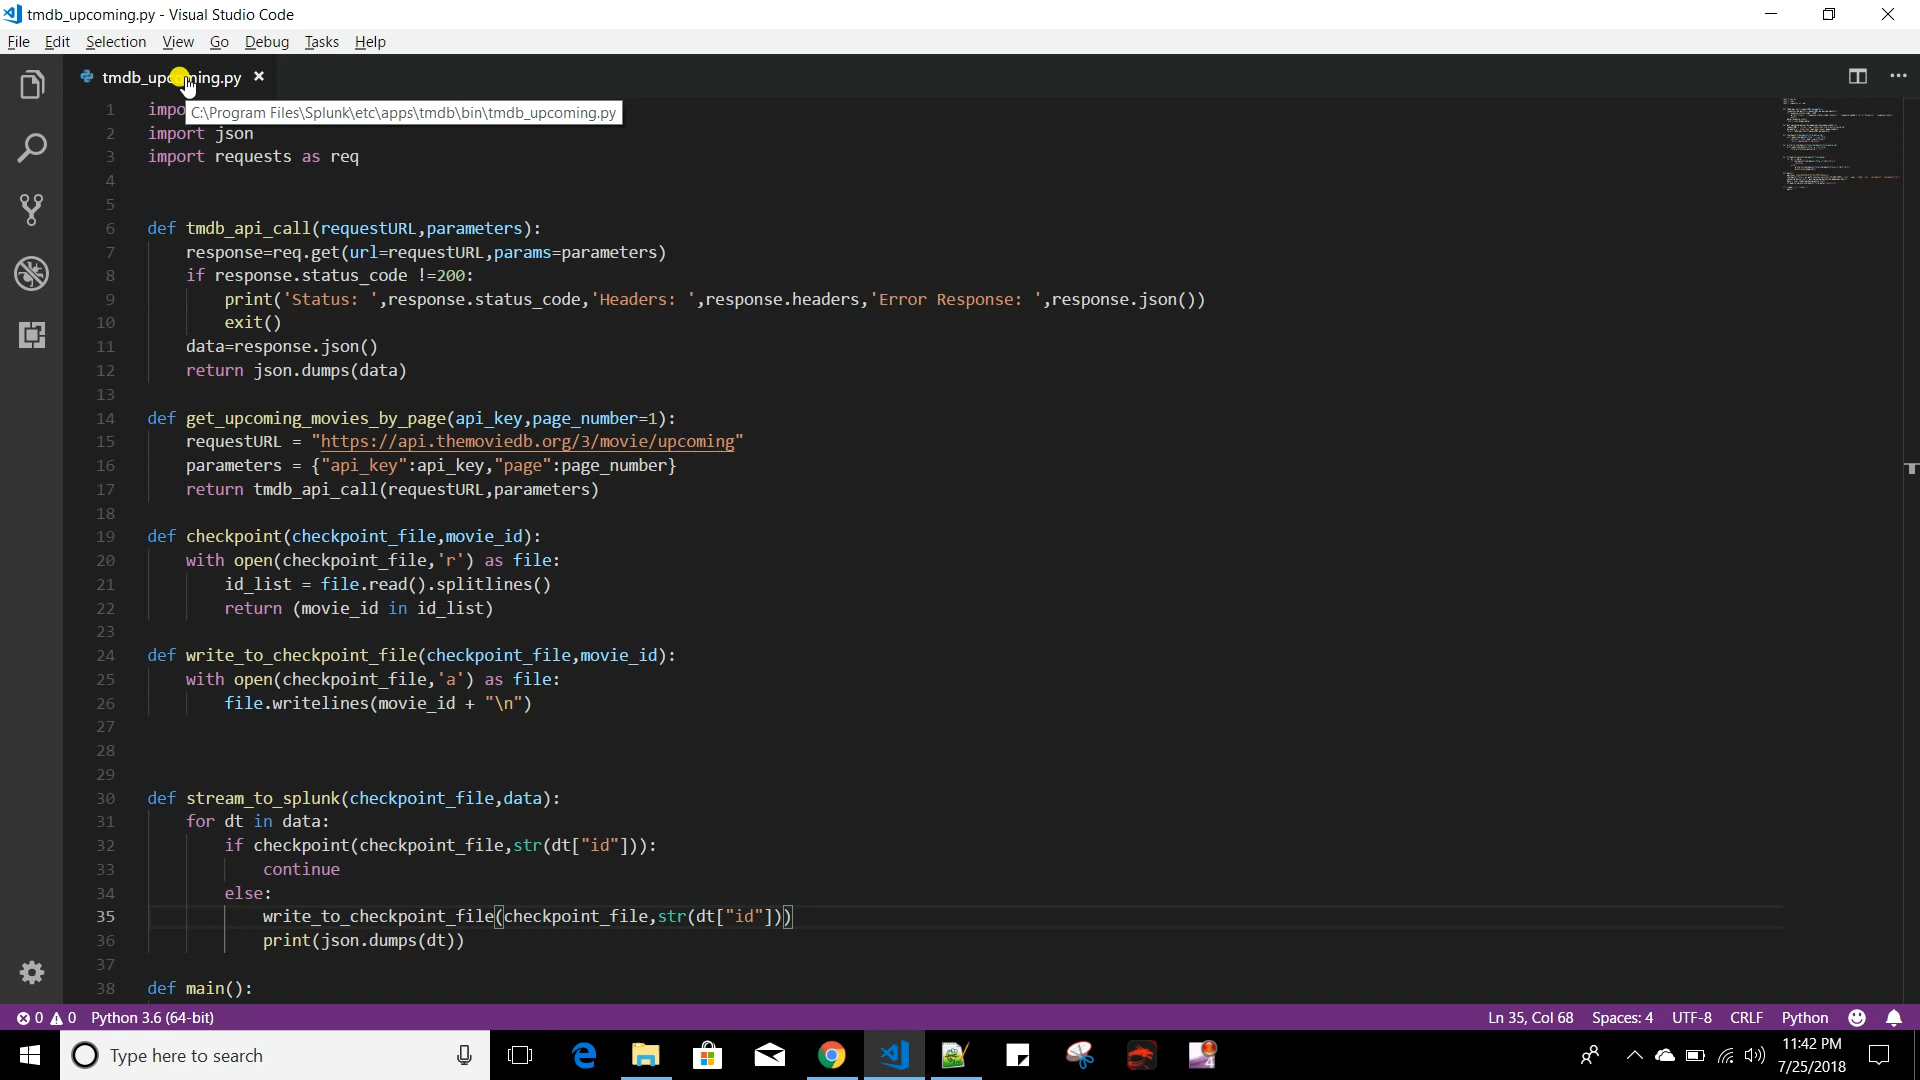 tmdb_upcoming.py - Visual Studio Code
File Edit Selection View Go Debug Tasks Help
tmdb_upcoming.py ×
C:\Program Files\Splunk\etc\apps\tmdb\bin\tmdb_upcoming.py
1 impo
2 import json
3 import requests as req
4
5
6 def tmdb_api_call(requestURL,parameters):
7     response=req.get(url=requestURL,params=parameters)
8     if response.status_code !=200:
9         print('Status: ',response.status_code,'Headers: ',response.headers,'Error Response: ',response.json())
10         exit()
11     data=response.json()
12     return json.dumps(data)
13
14 def get_upcoming_movies_by_page(api_key,page_number=1):
15     requestURL = "https://api.themoviedb.org/3/movie/upcoming"
16     parameters = {"api_key":api_key,"page":page_number}
17     return tmdb_api_call(requestURL,parameters)
18
19 def checkpoint(checkpoint_file,movie_id):
20     with open(checkpoint_file,'r') as file:
21         id_list = file.read().splitlines()
22         return (movie_id in id_list)
23
24 def write_to_checkpoint_file(checkpoint_file,movie_id):
25     with open(checkpoint_file,'a') as file:
26         file.writelines(movie_id + "\n")
27
28
29
30 def stream_to_splunk(checkpoint_file,data):
31     for dt in data:
32         if checkpoint(checkpoint_file,str(dt["id"])):
33             continue
34         else:
35             write_to_checkpoint_file(checkpoint_file,str(dt["id"]))
36             print(json.dumps(dt))
37
38 def main():
0 0 Python 3.6 (64-bit) Ln 35, Col 68 Spaces: 4 UTF-8 CRLF Python
Type here to search
11:42 PM
7/25/2018